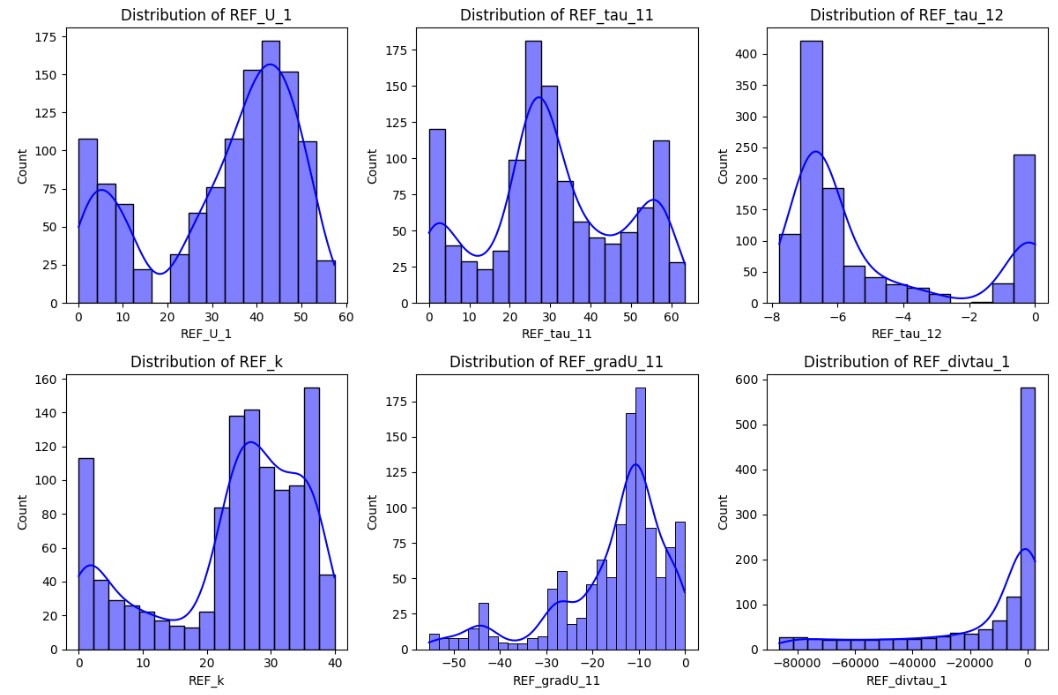 Distribution of REF_U_1
Count
175
150
125
100
75
50
25
0
0 10 20 30 40 50 60
REF_U_1
Distribution of REF_tau_11
Count
175
150
125
100
75
50
25
0
0 10 20 30 40 50 60
REF_tau_11
Distribution of REF_tau_12
Count
400
350
300
250
200
150
100
50
0
−8 −6 −4 −2 0
REF_tau_12
Distribution of REF_k
Count
160
140
120
100
80
60
40
20
0
0 10 20 30 40
REF_k
Distribution of REF_gradU_11
Count
175
150
125
100
75
50
25
0
−50 −40 −30 −20 −10 0
REF_gradU_11
Distribution of REF_divtau_1
Count
600
500
400
300
200
100
0
−80000 −60000 −40000 −20000 0
REF_divtau_1